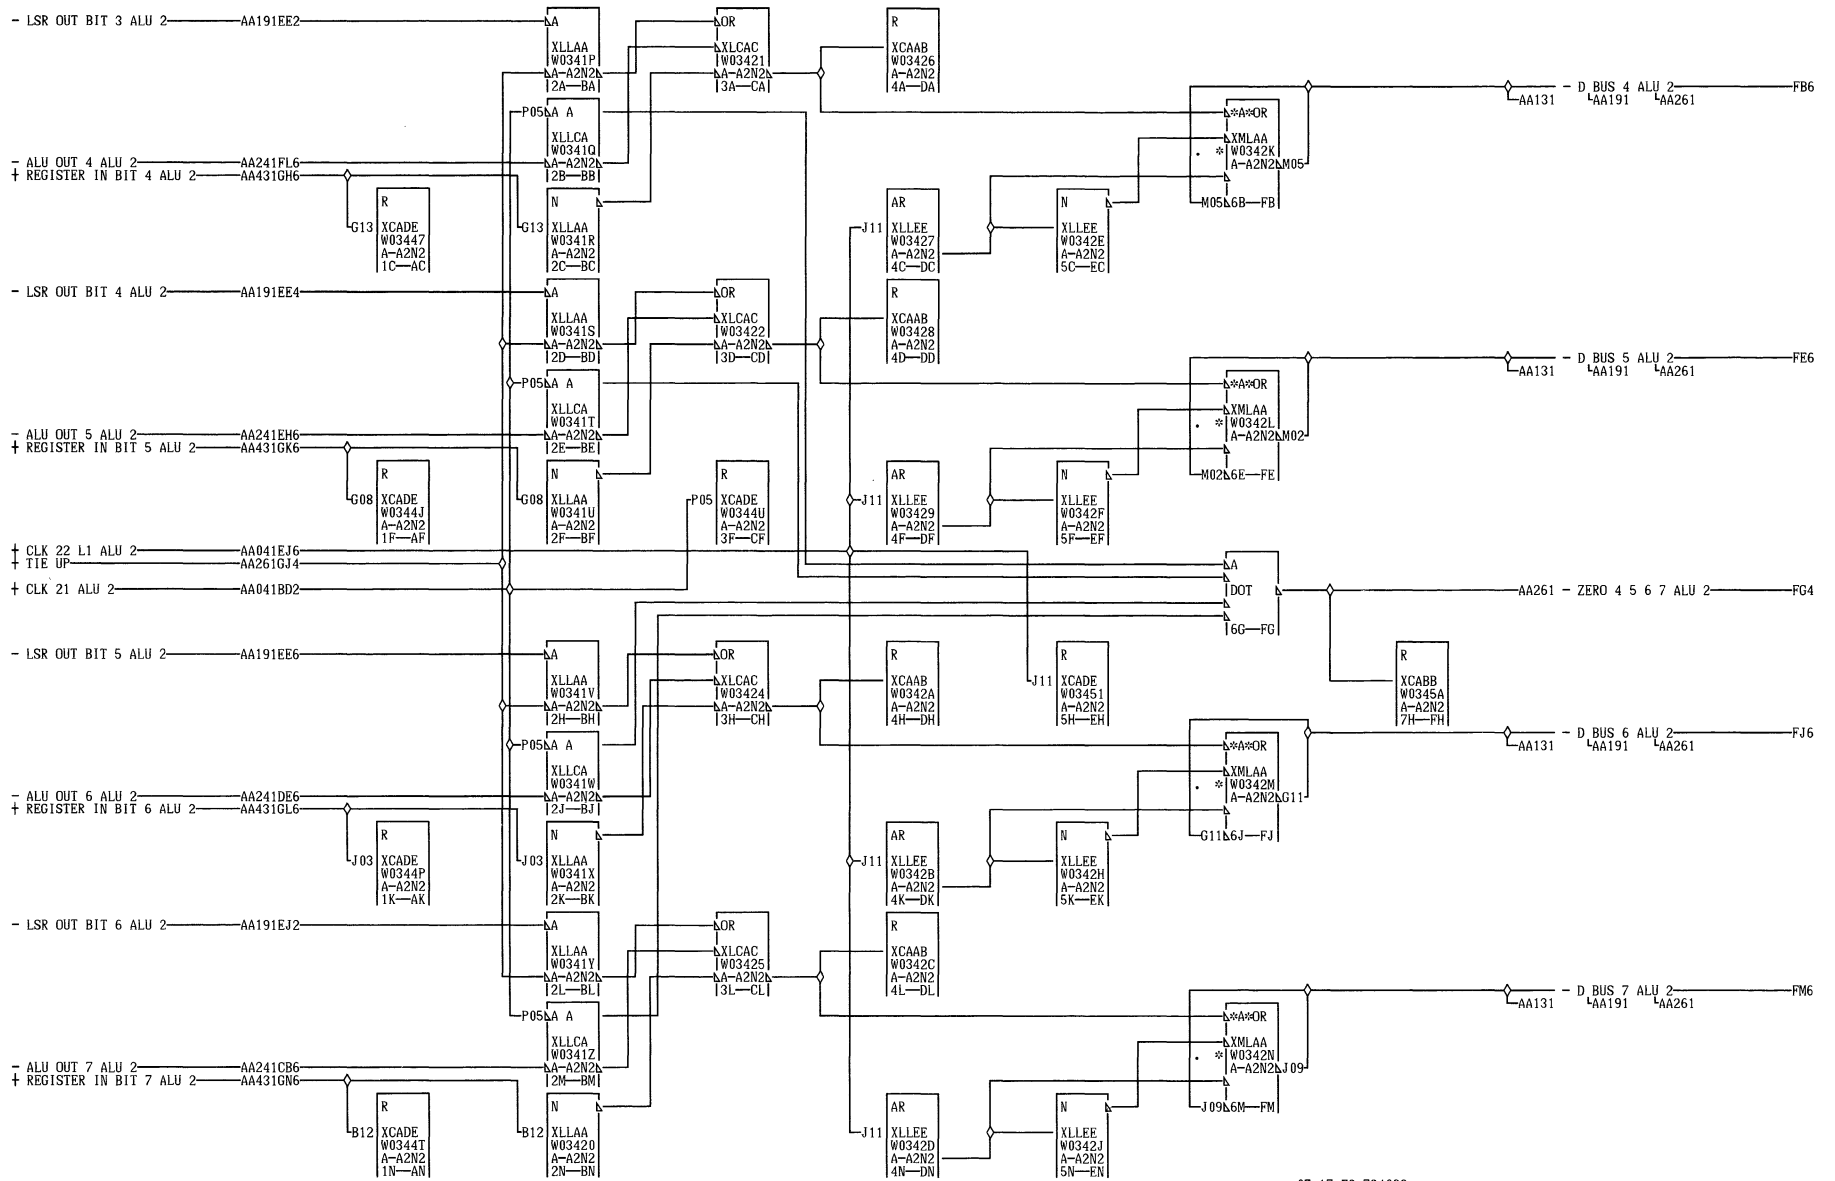 - LSR OUT BIT 3 ALU 2 AA191EE2
A
XLLAA
W0341P
A-A2N2
2A BA
OR
XLCAC
W03421
A-A2N2
3A CA
R
XCAAB
W03426
A-A2N2
4A DA
- D BUS 4 ALU 2 FB6
AA131 AA191 AA261
P05 A A
XLLCA
W0341Q
A-A2N2
2B BB
*A*OR
XMLAA
. * W0342K
A-A2N2 M05
M05 6B FB
- ALU OUT 4 ALU 2 AA241FL6
+ REGISTER IN BIT 4 ALU 2 AA431GH6
R
G13 XCADE
W03447
A-A2N2
1C AC
N
G13 XLLAA
W0341R
A-A2N2
2C BC
AR
J11 XLLEE
W03427
A-A2N2
4C DC
N
XLLEE
W0342E
A-A2N2
5C EC
- LSR OUT BIT 4 ALU 2 AA191EE4
A
XLLAA
W0341S
A-A2N2
2D BD
OR
XLCAC
W03422
A-A2N2
3D CD
R
XCAAB
W03428
A-A2N2
4D DD
- D BUS 5 ALU 2 FE6
AA131 AA191 AA261
P05 A A
XLLCA
W0341T
A-A2N2
2E BE
*A*OR
XMLAA
. * W0342L
A-A2N2 M02
M02 6E FE
- ALU OUT 5 ALU 2 AA241EH6
+ REGISTER IN BIT 5 ALU 2 AA431GK6
R
G08 XCADE
W0344J
A-A2N2
1F AF
N
G08 XLLAA
W0341U
A-A2N2
2F BF
R
P05 XCADE
W0344U
A-A2N2
3F CF
AR
J11 XLLEE
W03429
A-A2N2
4F DF
N
XLLEE
W0342F
A-A2N2
5F EF
+ CLK 22 L1 ALU 2 AA041EJ6
+ TIE UP AA261GJ4
+ CLK 21 ALU 2 AA041BD2
A
DOT
6G FG
AA261 - ZERO 4 5 6 7 ALU 2 FG4
- LSR OUT BIT 5 ALU 2 AA191EE6
A
XLLAA
W0341V
A-A2N2
2H BH
OR
XLCAC
W03424
A-A2N2
3H CH
R
XCAAB
W0342A
A-A2N2
4H DH
R
J11 XCADE
W03451
A-A2N2
5H EH
R
XCABB
W0345A
A-A2N2
7H FH
- D BUS 6 ALU 2 FJ6
AA131 AA191 AA261
P05 A A
XLLCA
W0341W
A-A2N2
2J BJ
*A*OR
XMLAA
. * W0342M
A-A2N2 G11
G11 6J FJ
- ALU OUT 6 ALU 2 AA241DE6
+ REGISTER IN BIT 6 ALU 2 AA431GL6
R
J03 XCADE
W0344P
A-A2N2
1K AK
N
J03 XLLAA
W0341X
A-A2N2
2K BK
AR
J11 XLLEE
W0342B
A-A2N2
4K DK
N
XLLEE
W0342H
A-A2N2
5K EK
- LSR OUT BIT 6 ALU 2 AA191EJ2
A
XLLAA
W0341Y
A-A2N2
2L BL
OR
XLCAC
W03425
A-A2N2
3L CL
R
XCAAB
W0342C
A-A2N2
4L DL
- D BUS 7 ALU 2 FM6
AA131 AA191 AA261
P05 A A
XLLCA
W0341Z
A-A2N2
2M BM
*A*OR
XMLAA
. * W0342N
A-A2N2 J09
J09 6M FM
- ALU OUT 7 ALU 2 AA241CB6
+ REGISTER IN BIT 7 ALU 2 AA431GN6
R
B12 XCADE
W0344T
A-A2N2
1N AN
N
B12 XLLAA
W03420
A-A2N2
2N BN
AR
J11 XLLEE
W0342D
A-A2N2
4N DN
N
XLLEE
W0342J
A-A2N2
5N EN